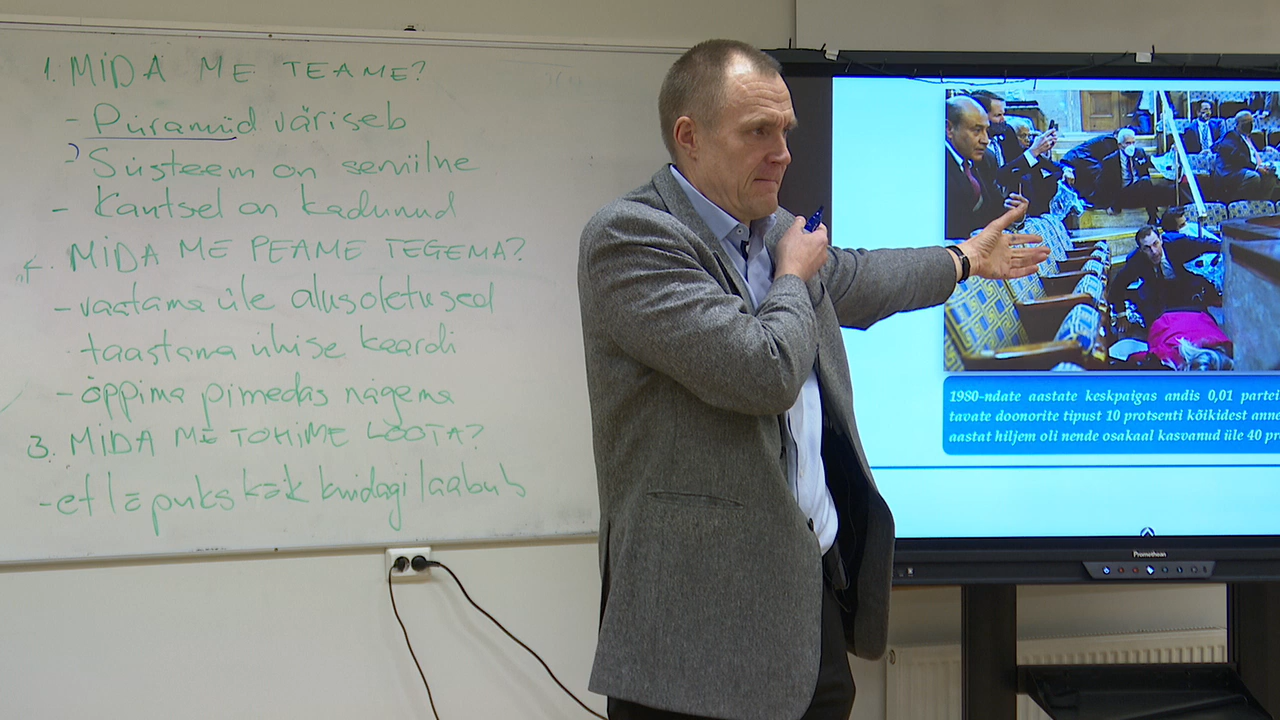 1. MIDA ME TEAME?
- Püramiid väriseb
- Süsteem on seniilne
- Kantsel on kadunud
MIDA ME PEAME TEGEMA?
- vaatama üle alusoletused
taastama ühise kaardi
- õppima pimedas nägema
3. MIDA ME TOHIME LOOTA?
- et lõpuks kõik kuidagi laabub
1980-ndate aastate keskpaigas andis 0,01 partei
tavate doonorite tipust 10 protsenti kõikidest anne
aastat hiljem oli nende osakaal kasvanud üle 40 pr
Promethean